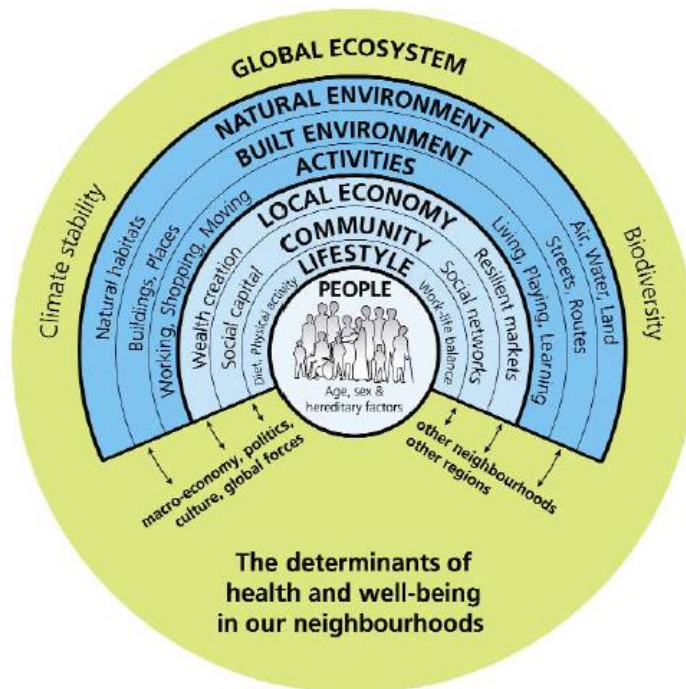 GLOBAL ECOSYSTEM
NATURAL ENVIRONMENT
BUILT ENVIRONMENT
ACTIVITIES
LOCAL ECONOMY
COMMUNITY
LIFESTYLE
PEOPLE
Age, sex &
hereditary factors
Climate stability
Natural habitats
Buildings, Places
Working, Shopping, Moving
Wealth creation
Social capital
Diet, Physical activity
Work-life balance
Social networks
Resilient markets
Living, Playing, Learning
Streets, Routes
Air, Water, Land
Biodiversity
macro-economy, politics,
culture, global forces
other neighbourhoods
other regions
The determinants of
health and well-being
in our neighbourhoods